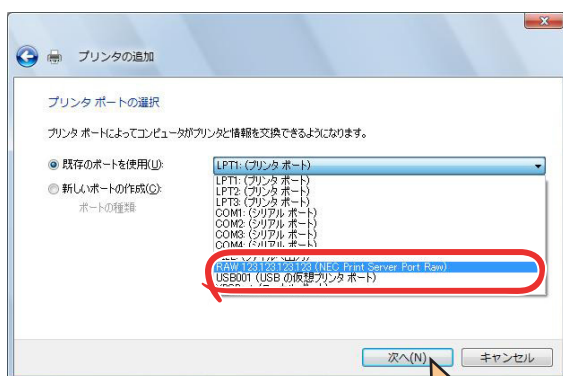 プリンタの追加
プリンタ ポートの選択
プリンタ ポートによってコンピュータがプリンタと情報を交換できるようになります。
既存のポートを使用(U):
LPT1: (プリンタ ポート)
LPT1: (プリンタ ポート)
新しいポートの作成(C):
LPT2: (プリンタ ポート)
ポートの種類:
LPT3: (プリンタ ポート)
COM1: (シリアル ポート)
COM2: (シリアル ポート)
COM3: (シリアル ポート)
COM4: (シリアル ポート)
RAW 123.123.123.123 (NEC Print Server Port Raw)
USB001 (USB の仮想プリンタ ポート)
次へ(N)
キャンセル